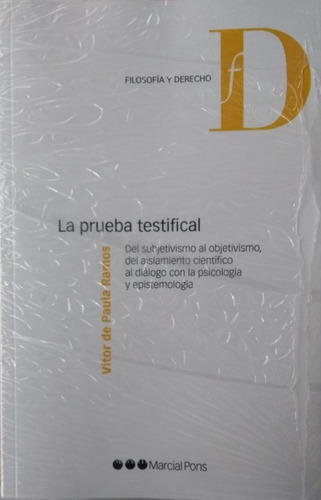 FILOSOFÍA Y DERECHO
fD
La prueba testifical
Del subjetivismo al objetivismo,
del aislamiento científico
al diálogo con la psicología
y epistemología
Vitor de Paula Ramos
Marcial Pons